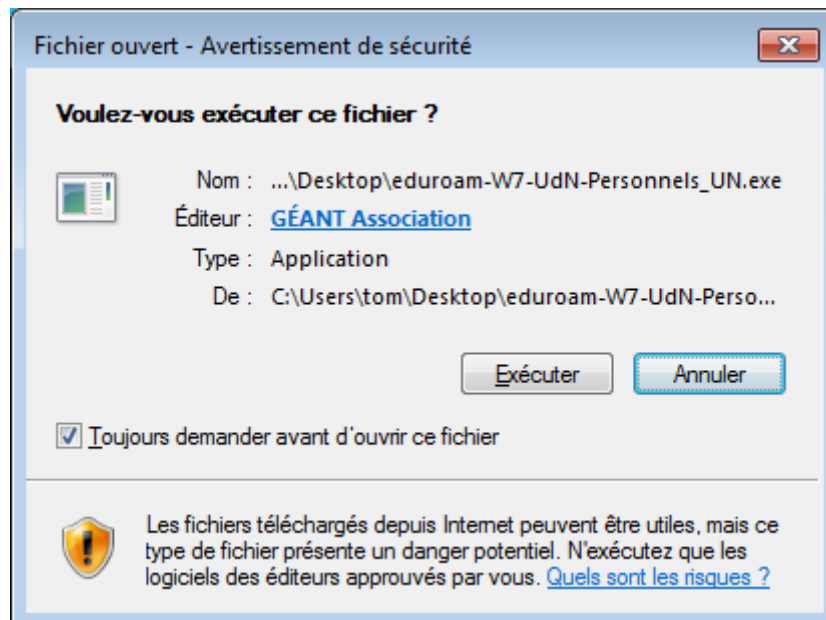 Fichier ouvert - Avertissement de sécurité
Voulez-vous exécuter ce fichier ?
Nom : ...\Desktop\eduroam-W7-UdN-Personnels_UN.exe
Éditeur : GÉANT Association
Type : Application
De : C:\Users\tom\Desktop\eduroam-W7-UdN-Perso...
Exécuter Annuler
Toujours demander avant d'ouvrir ce fichier
Les fichiers téléchargés depuis Internet peuvent être utiles, mais ce
type de fichier présente un danger potentiel. N'exécutez que les
logiciels des éditeurs approuvés par vous. Quels sont les risques ?